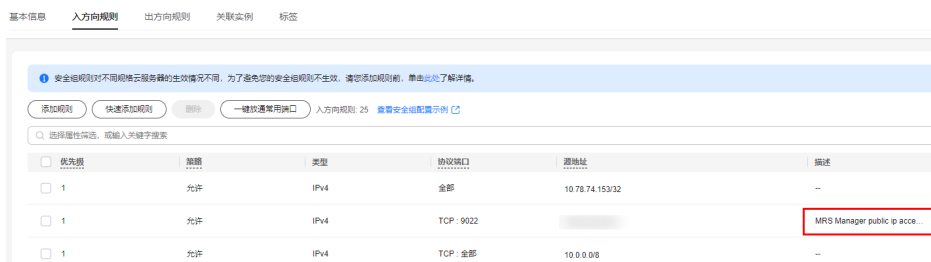 基本信息 入方向规则 出方向规则 关联实例 标签
安全组规则对不同规格云服务器的生效情况不同，为了避免您的安全组规则不生效，请您添加规则前，单击此处了解详情。
添加规则 快速添加规则 删除 一键放通常用端口 入方向规则: 25 查看安全组配置示例
选择属性筛选，或输入关键字搜索
优先级 策略 类型 协议端口 源地址 描述
1 允许 IPv4 全部 10.78.74.153/32 --
1 允许 IPv4 TCP : 9022 MRS Manager public ip acce...
1 允许 IPv4 TCP : 全部 10.0.0.0/8 --